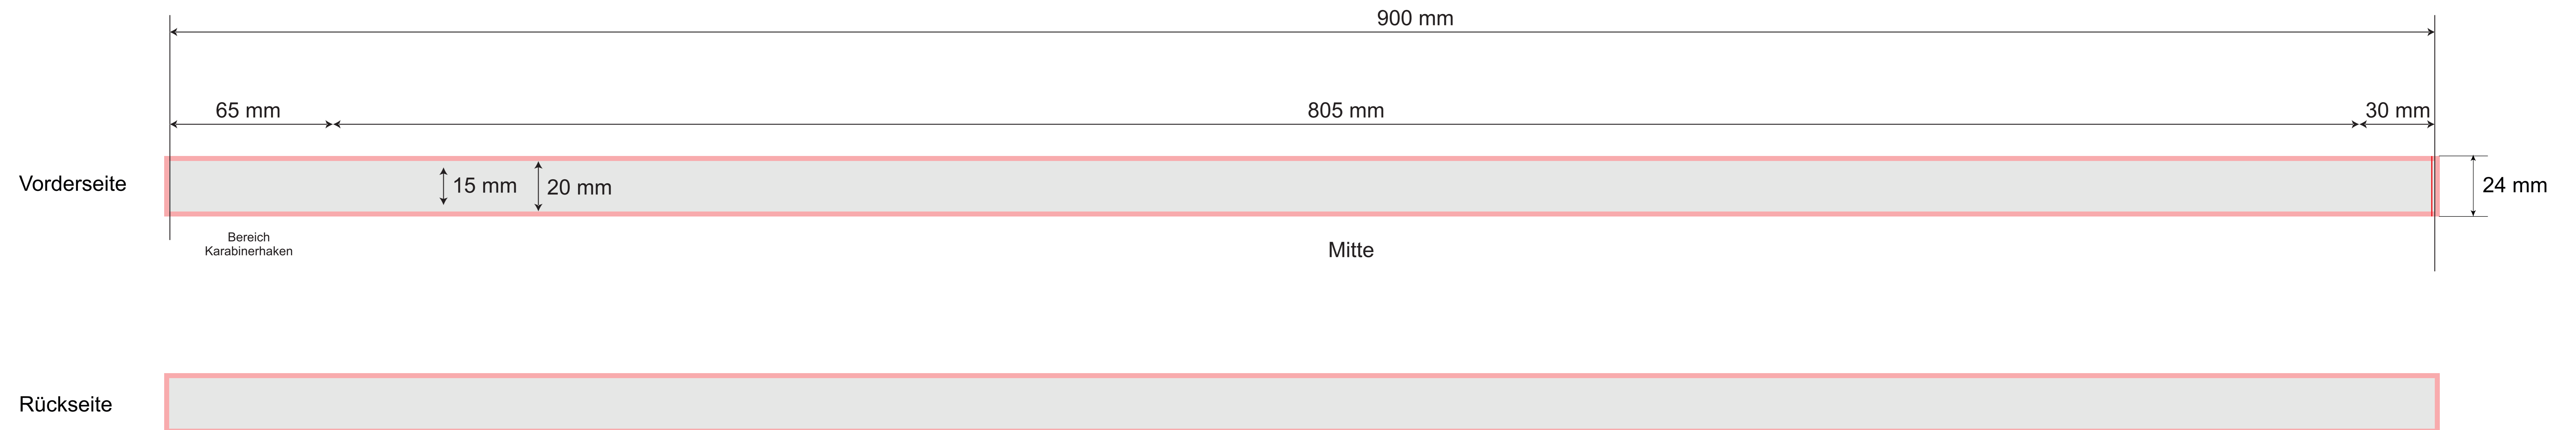 900 mm
65 mm
805 mm
30 mm
Vorderseite
15 mm
20 mm
24 mm
Bereich
Karabinerhaken
Mitte
Rückseite